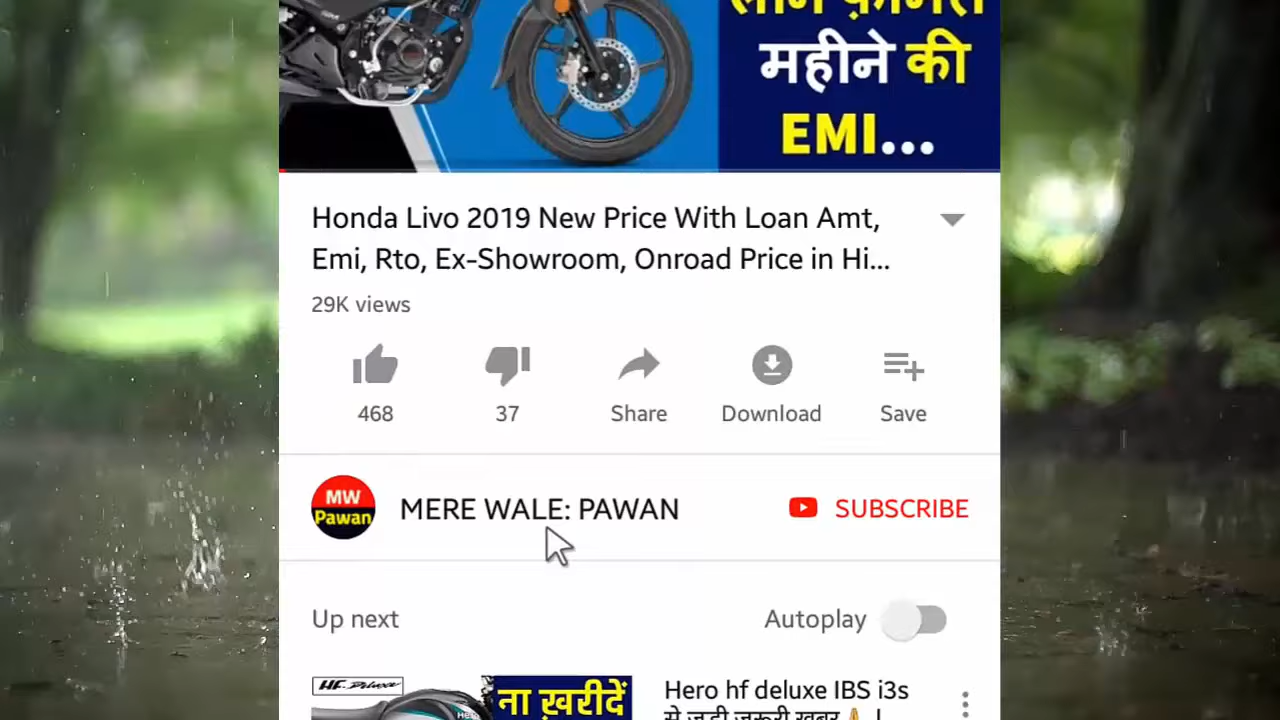 महीने की
EMI...
Honda Livo 2019 New Price With Loan Amt,
Emi, Rto, Ex-Showroom, Onroad Price in Hi...
29K views
468
37
Share
Download
Save
MW
Pawan
MERE WALE: PAWAN
SUBSCRIBE
Up next
Autoplay
HF Deluxe
ना ख़रीदें
Hero hf deluxe IBS i3s